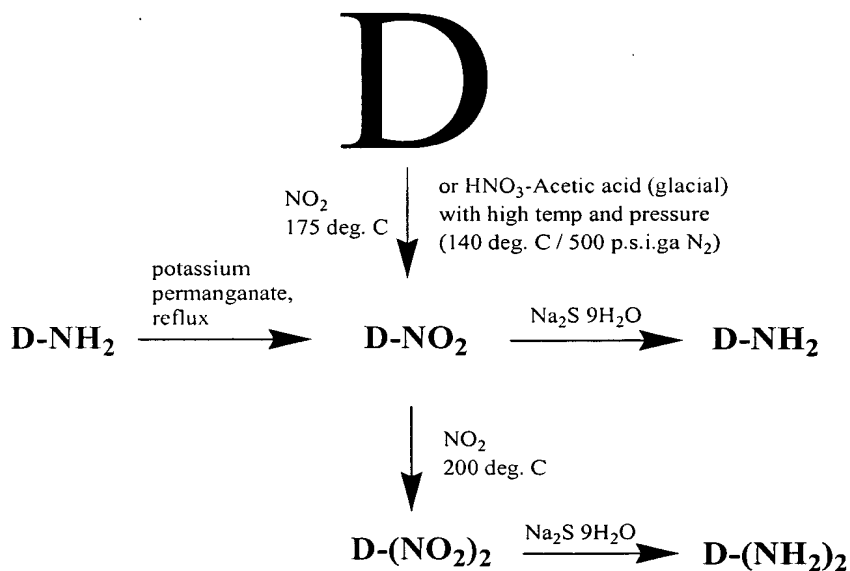 D
NO2
175 deg. C
or HNO3-Acetic acid (glacial)
with high temp and pressure
(140 deg. C / 500 p.s.i.ga N2)
potassium
permanganate,
reflux
D-NH2
D-NO2
Na2S 9H2O
D-NH2
NO2
200 deg. C
D-(NO2)2
Na2S 9H2O
D-(NH2)2